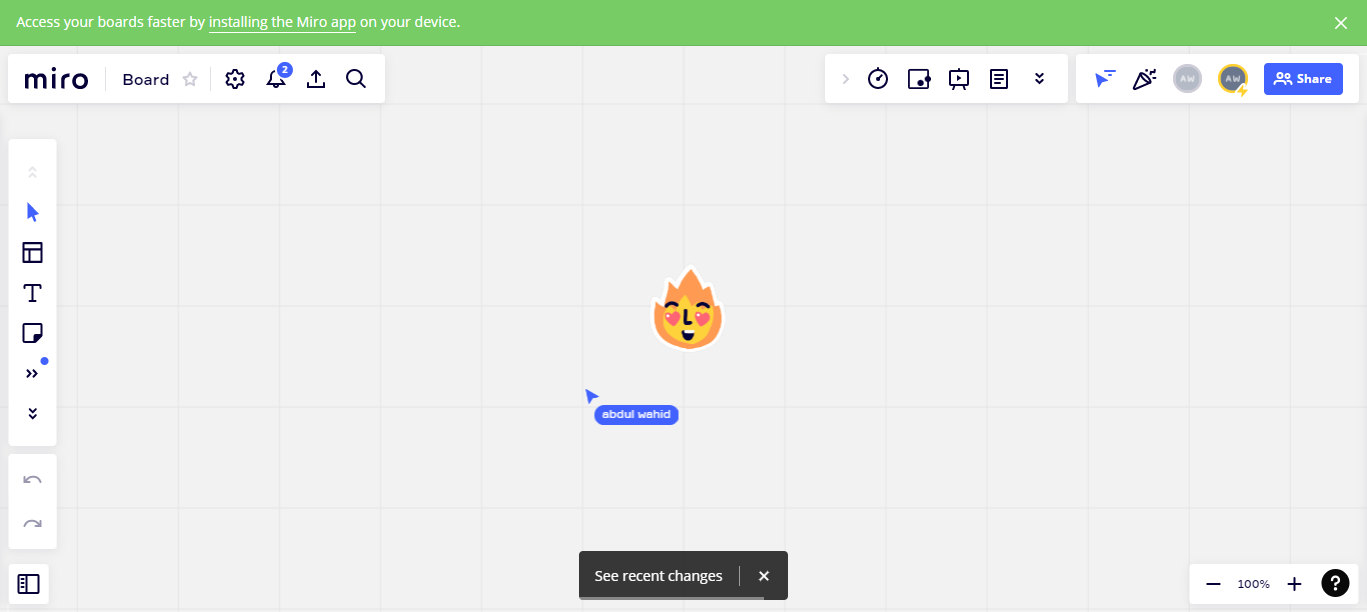 Access your boards faster by installing the Miro app on your device.
miro
Board
2
AW
AW
Share
abdul wahid
See recent changes
100%
?